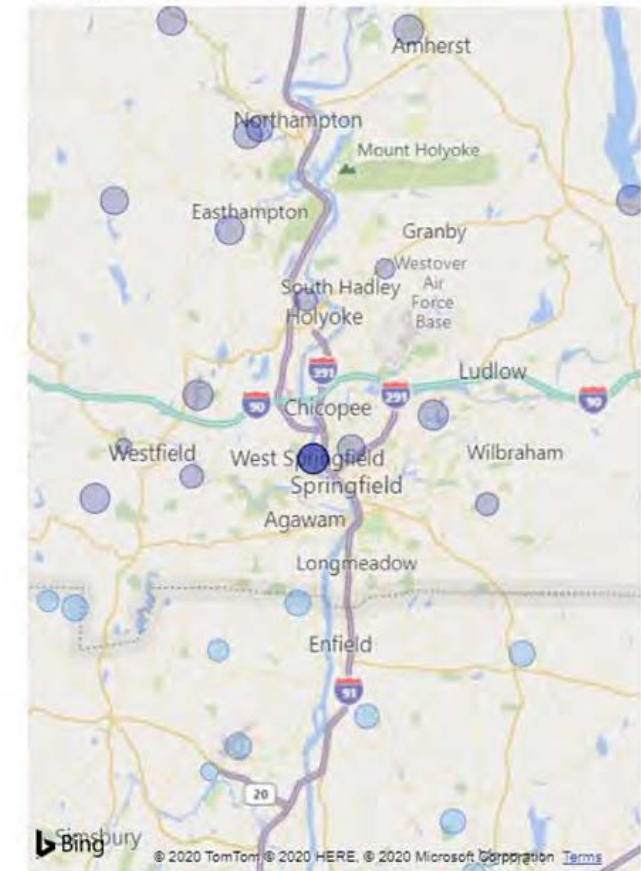 Amherst
Northampton
Mount Holyoke
Easthampton
Granby
Westover
Air
Force
Base
South Hadley
Holyoke
391
Ludlow
291
90
90
Chicopee
Westfield
West Springfield
Wilbraham
Springfield
Agawam
Longmeadow
Enfield
91
20
Simsbury
Bing
© 2020 TomTom © 2020 HERE, © 2020 Microsoft Corporation Terms